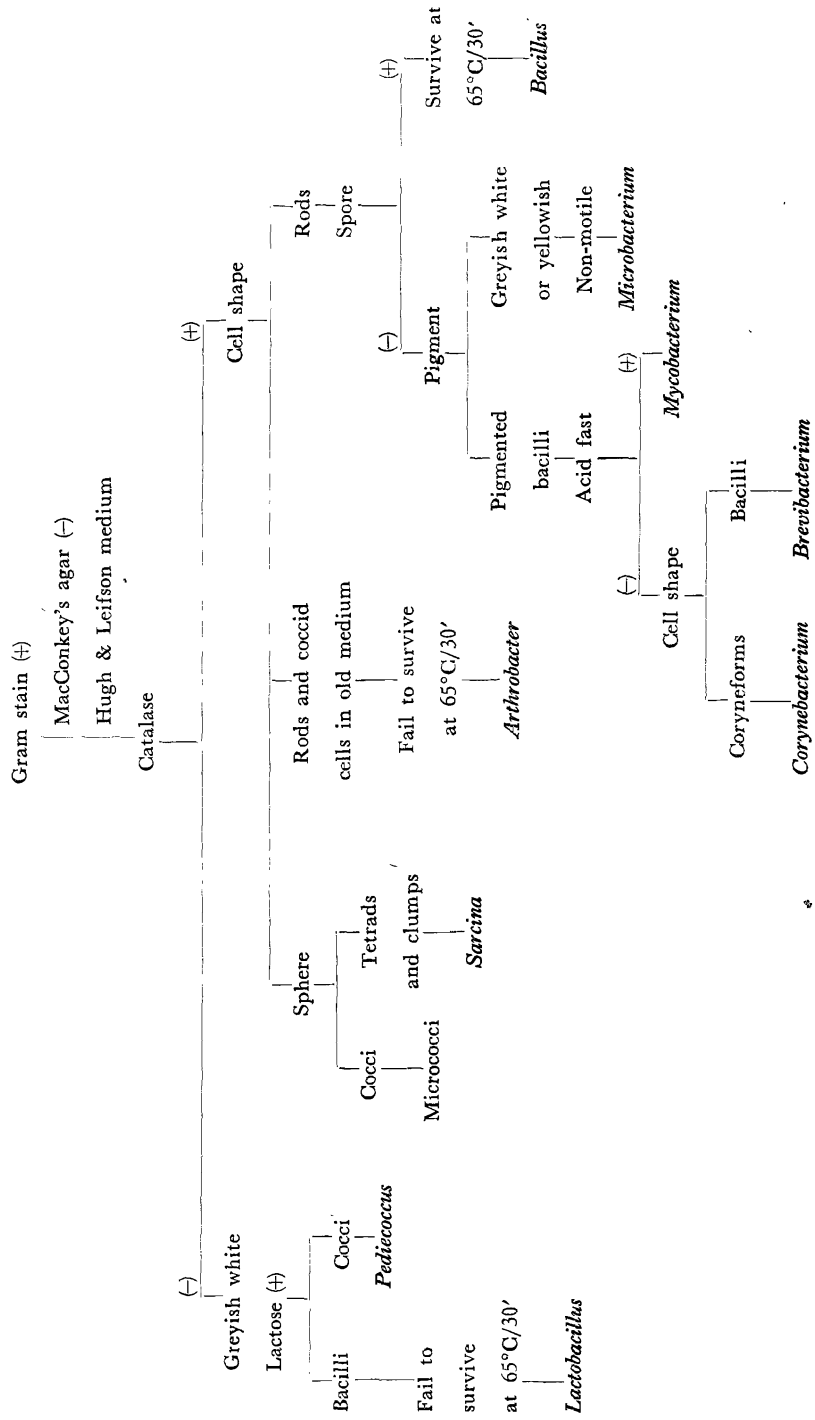 Gram stain (+)
MacConkey's agar (−)
Hugh & Leifson medium
Catalase
(−)
Greyish white
Lactose (+)
Bacilli
Fail to
survive
at 65°C/30′
Lactobacillus
Cocci
Pediecoccus
(+)
Cell shape
Sphere
Cocci
Micrococci
Tetrads
and clumps
Sarcina
Rods and coccid
cells in old medium
Fail to survive
at 65°C/30′
Arthrobacter
Rods
Spore
(−)
Pigment
Pigmented
bacilli
Acid fast
(−)
Cell shape
Coryneforms
Corynebacterium
Bacilli
Brevibacterium
(+)
Mycobacterium
Greyish white
or yellowish
Non-motile
Microbacterium
(+)
Survive at
65°C/30′
Bacillus